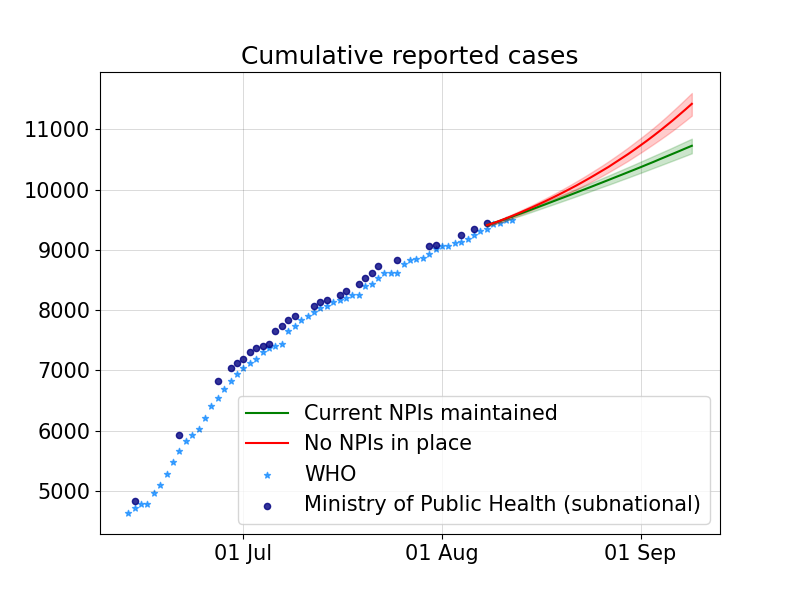 Cumulative reported cases
11000
10000
9000
8000
7000
6000
5000
Current NPIs maintained
No NPIs in place
WHO
Ministry of Public Health (subnational)
01 Jul
01 Aug
01 Sep